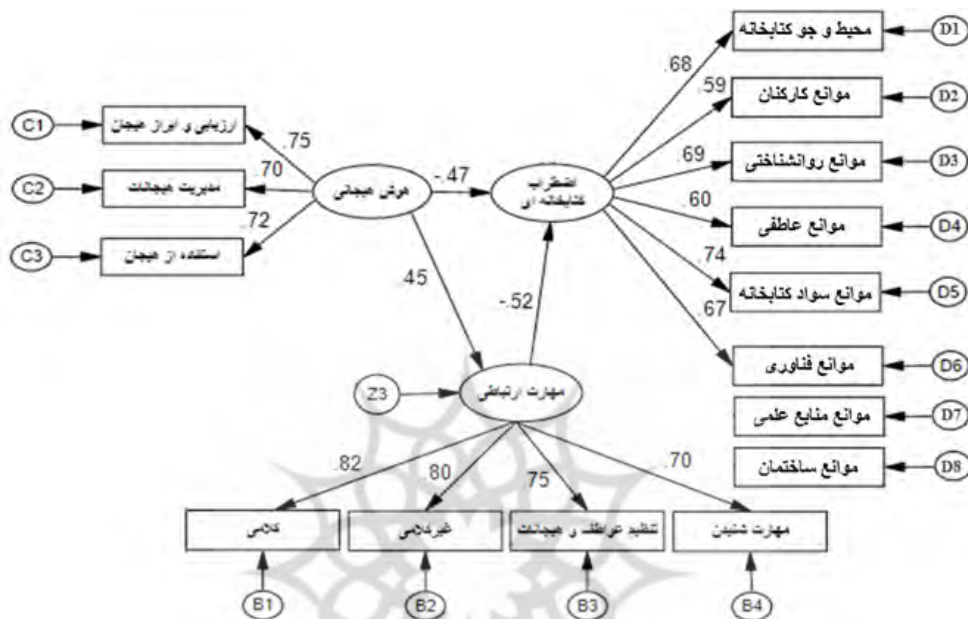 محیط و جو کتابخانه
D1
.68
موانع کارکنان
D2
.59
C1
ارزیابی و ابراز هیجان
.75
موانع روانشناختی
D3
.69
C2
مدیریت هیجانات
.70
هوش هیجانی
-.47
اضطراب
کتابخانه ای
.60
موانع عاطفی
D4
C3
استفاده از هیجان
.72
.45
-.52
.74
موانع سواد کتابخانه
D5
.67
موانع فناوری
D6
Z3
مهارت ارتباطی
موانع منابع علمی
D7
موانع ساختمان
D8
.82
.80
.75
.70
کلامی
غیرکلامی
تنظیم عواطف و هیجانات
مهارت شنیدن
B1
B2
B3
B4